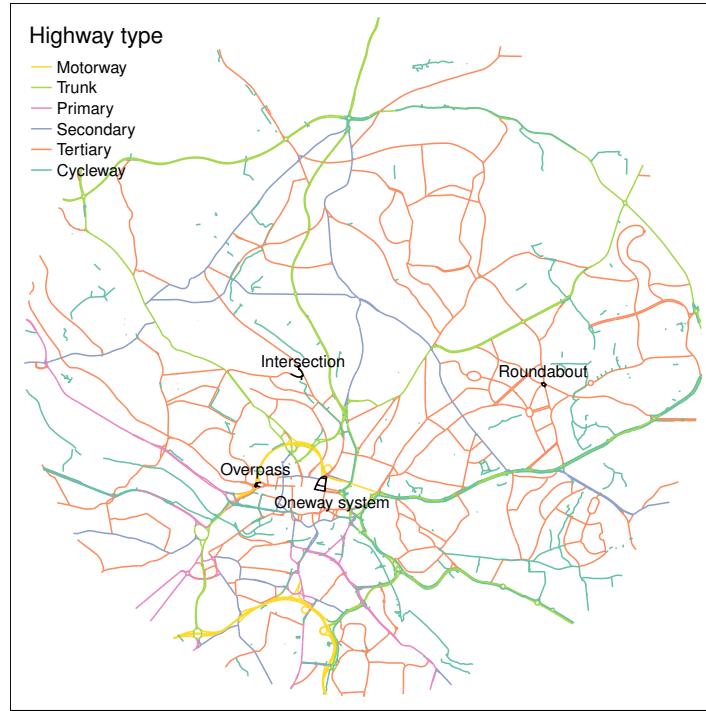 Highway type
Motorway
Trunk
Primary
Secondary
Tertiary
Cycleway
Intersection
Roundabout
Overpass
Oneway system